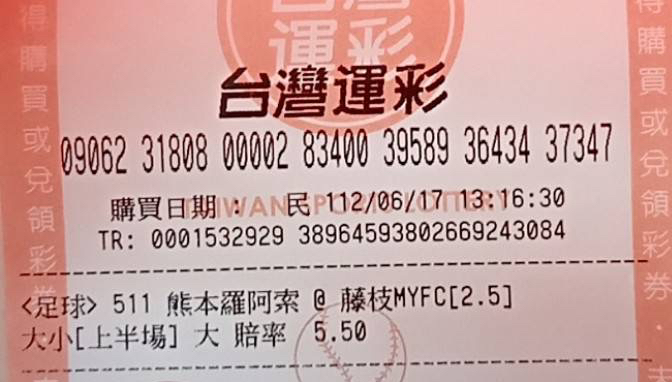 台灣運彩
09062 31808 00002 83400 39589 36434 37347
購買日期 : 民 112/06/17 13:16:30
TR: 0001532929 38964593802669243084
<足球> 511 熊本羅阿索 @ 藤枝MYFC[2.5]
大小[上半場] 大 賠率 5.50
得購買或兌領彩券．
得購買或兌領彩券．